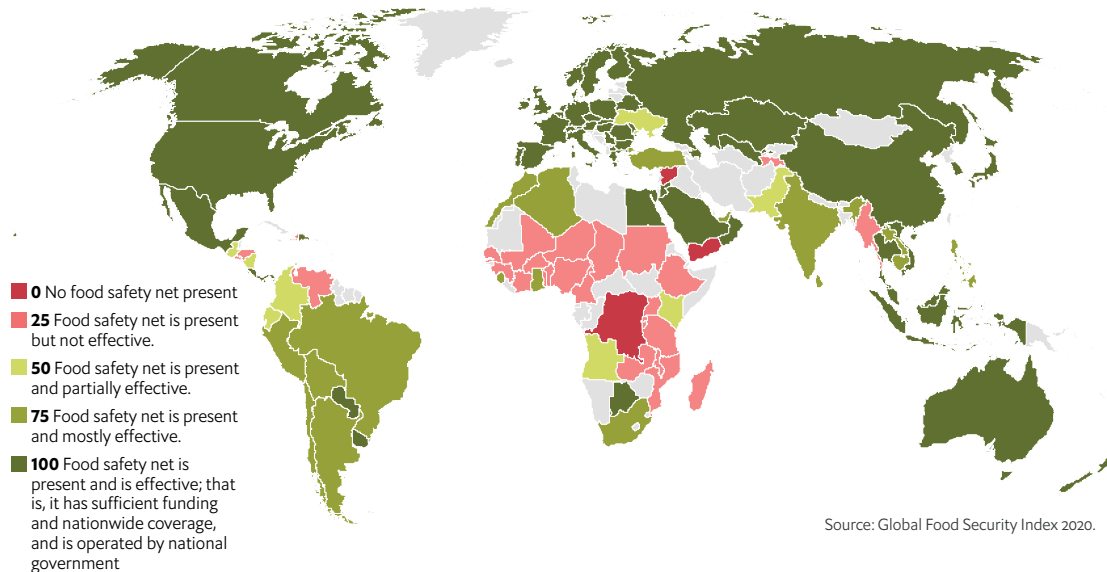 0 No food safety net present
25 Food safety net is present
but not effective.
50 Food safety net is present
and partially effective.
75 Food safety net is present
and mostly effective.
100 Food safety net is
present and is effective; that
is, it has sufficient funding
and nationwide coverage,
and is operated by national
government
Source: Global Food Security Index 2020.